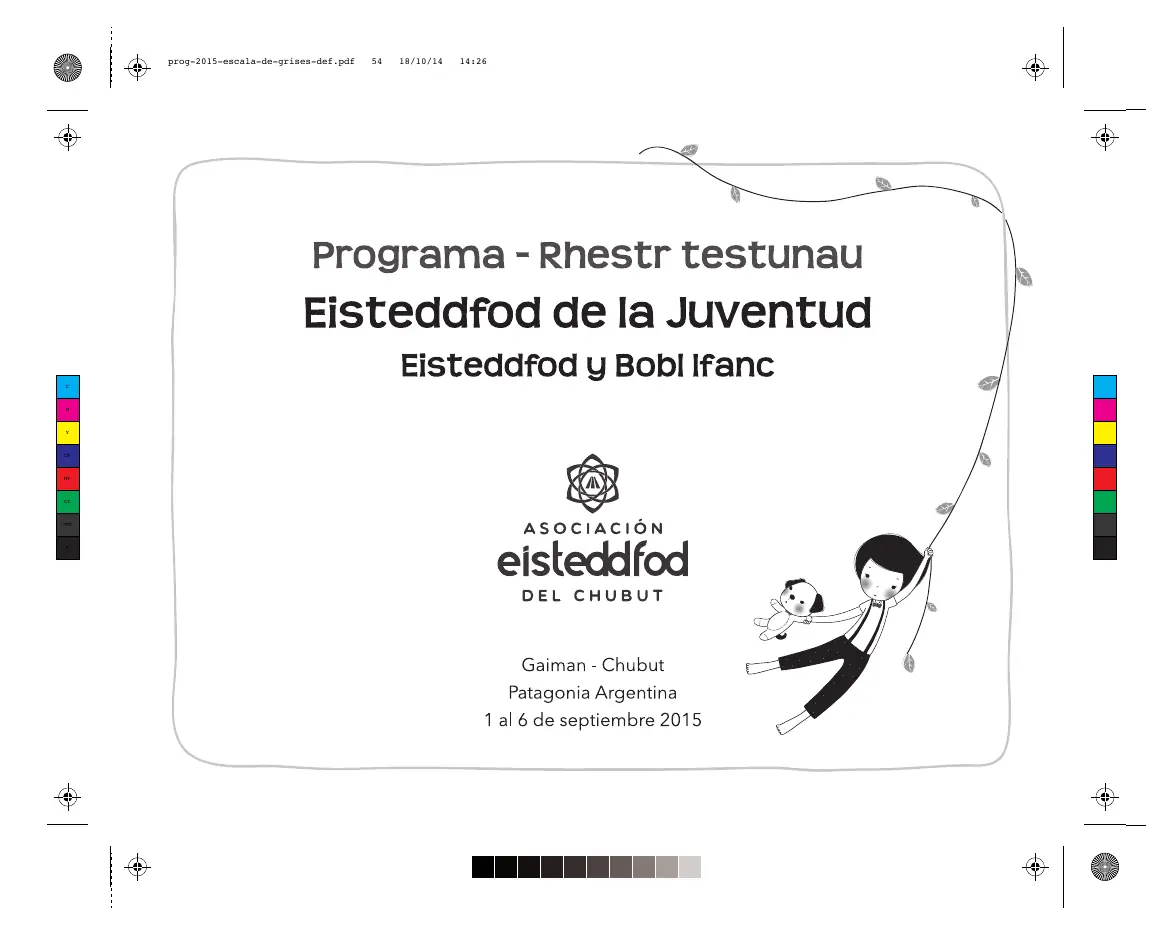 prog-2015-escala-de-grises-def.pdf 54 18/10/14 14:26
Programa - Rhestr testunau
Eisteddfod de la Juventud
Eisteddfod y Bobl Ifanc
ASOCIACIÓN
eisteddfod
DEL CHUBUT
Gaiman - Chubut
Patagonia Argentina
1 al 6 de septiembre 2015